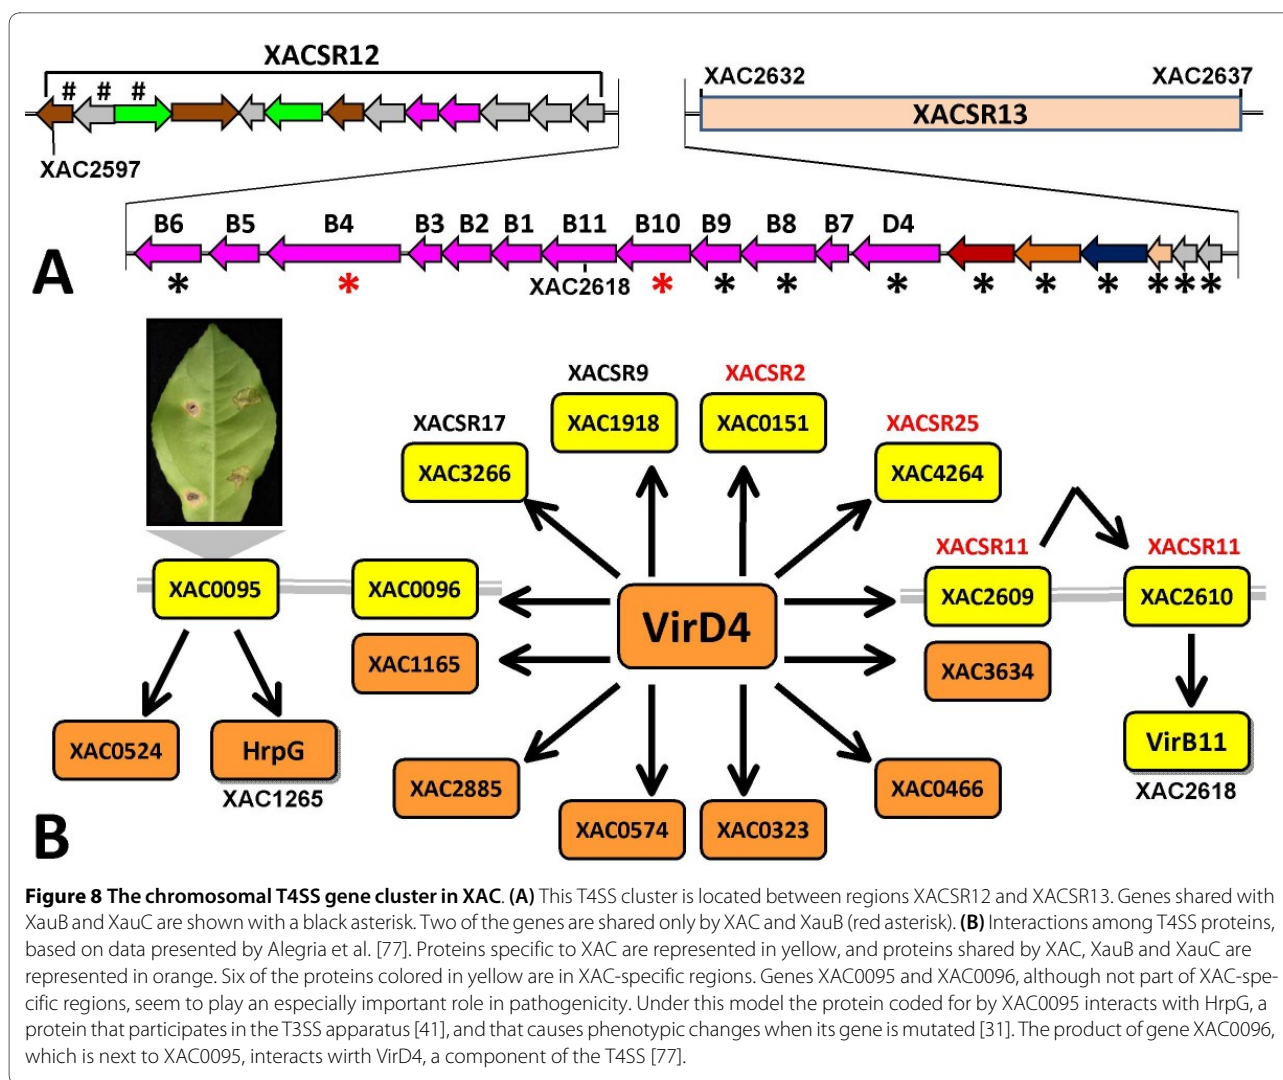 XACSR12
# # #
XAC2597
XAC2632 XAC2637
XACSR13
B6 B5 B4 B3 B2 B1 B11 B10 B9 B8 B7 D4
A
* * XAC2618 * * * * * * * * * *
XACSR9 XACSR2
XACSR17 XAC1918 XAC0151 XACSR25
XAC3266 XAC4264
XACSR11 XACSR11
XAC0095 XAC0096 VirD4 XAC2609 XAC2610
XAC1165 XAC3634
XAC0524 HrpG VirB11
XAC1265 XAC2885 XAC0466 XAC2618
XAC0574 XAC0323
B
Figure 8 The chromosomal T4SS gene cluster in XAC. (A) This T4SS cluster is located between regions XACSR12 and XACSR13. Genes shared with
XauB and XauC are shown with a black asterisk. Two of the genes are shared only by XAC and XauB (red asterisk). (B) Interactions among T4SS proteins,
based on data presented by Alegria et al. [77]. Proteins specific to XAC are represented in yellow, and proteins shared by XAC, XauB and XauC are
represented in orange. Six of the proteins colored in yellow are in XAC-specific regions. Genes XAC0095 and XAC0096, although not part of XAC-spe-
cific regions, seem to play an especially important role in pathogenicity. Under this model the protein coded for by XAC0095 interacts with HrpG, a
protein that participates in the T3SS apparatus [41], and that causes phenotypic changes when its gene is mutated [31]. The product of gene XAC0096,
which is next to XAC0095, interacts wirth VirD4, a component of the T4SS [77].